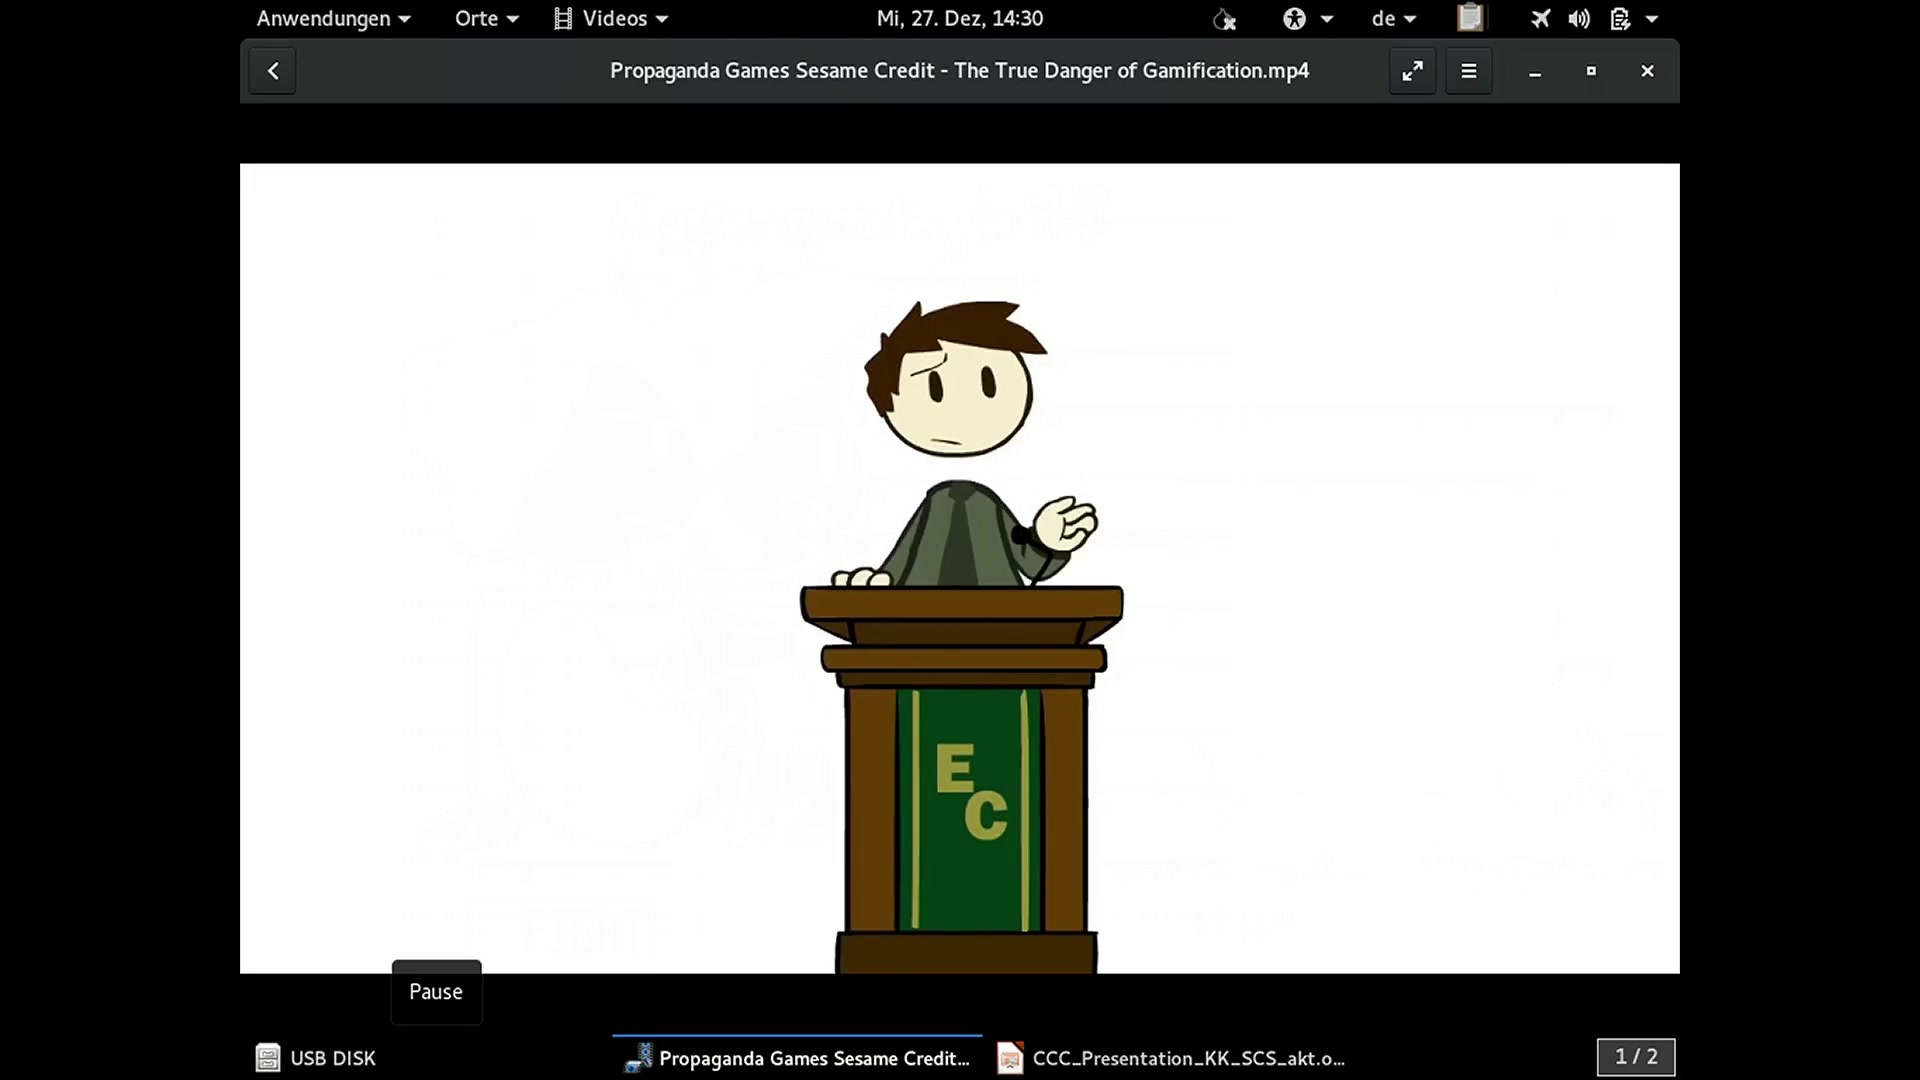 Anwendungen Orte Videos Mi, 27. Dez, 14:30 de
Propaganda Games Sesame Credit - The True Danger of Gamification.mp4
E
C
Pause
USB DISK Propaganda Games Sesame Credit... CCC_Presentation_KK_SCS_akt.o... 1 / 2